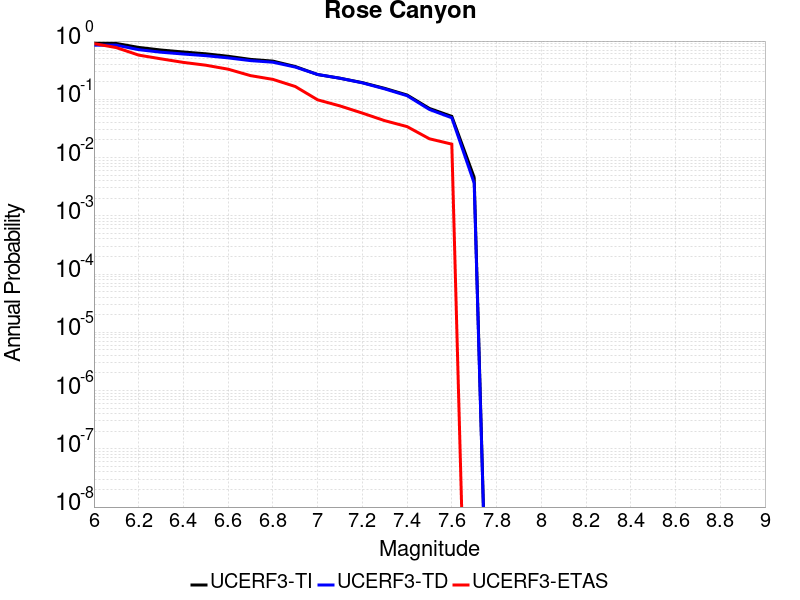 Rose Canyon
Annual Probability
10^0
10^-1
10^-2
10^-3
10^-4
10^-5
10^-6
10^-7
10^-8
6 6.2 6.4 6.6 6.8 7 7.2 7.4 7.6 7.8 8 8.2 8.4 8.6 8.8 9
Magnitude
UCERF3-TI UCERF3-TD UCERF3-ETAS